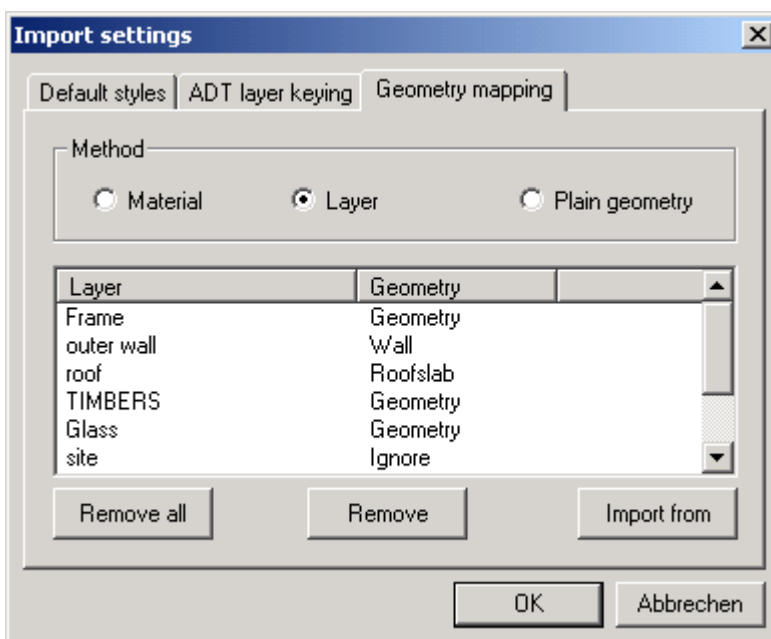 Import settings
Default styles ADT layer keying Geometry mapping
Method
Material Layer Plain geometry
Layer Geometry
Frame Geometry
outer wall Wall
roof Roofslab
TIMBERS Geometry
Glass Geometry
site Ignore
Remove all Remove Import from
OK Abbrechen